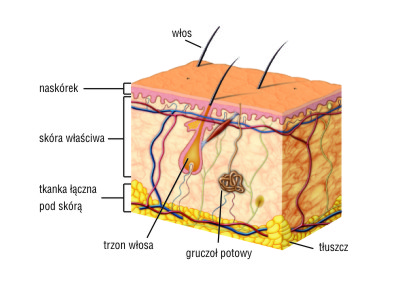 włos
naskórek
skóra właściwa
tkanka łączna
pod skórą
trzon włosa
gruczoł potowy
tłuszcz